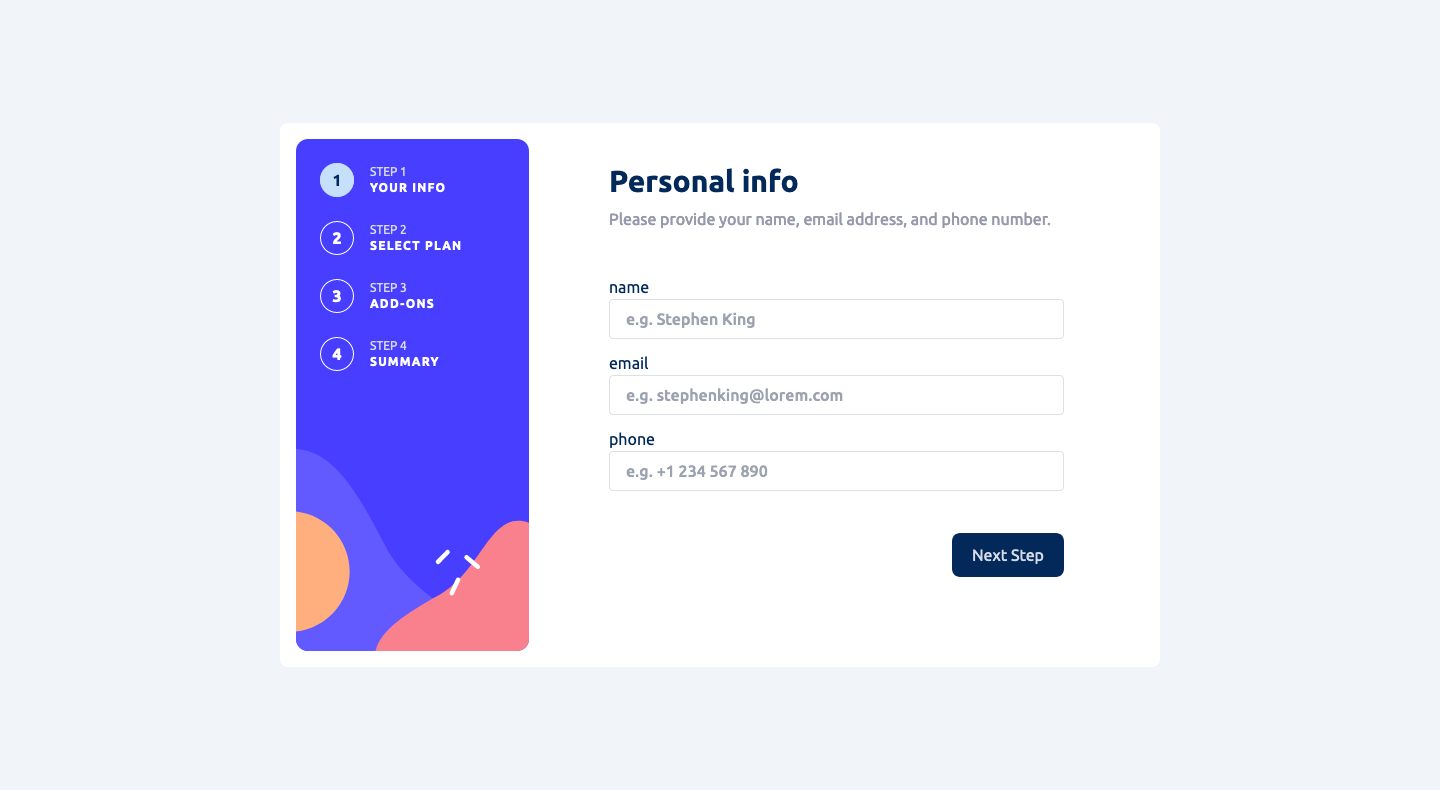 1
STEP 1
YOUR INFO
2
STEP 2
SELECT PLAN
3
STEP 3
ADD-ONS
4
STEP 4
SUMMARY
Personal info
Please provide your name, email address, and phone number.
name
e.g. Stephen King
email
e.g. stephenking@lorem.com
phone
e.g. +1 234 567 890
Next Step